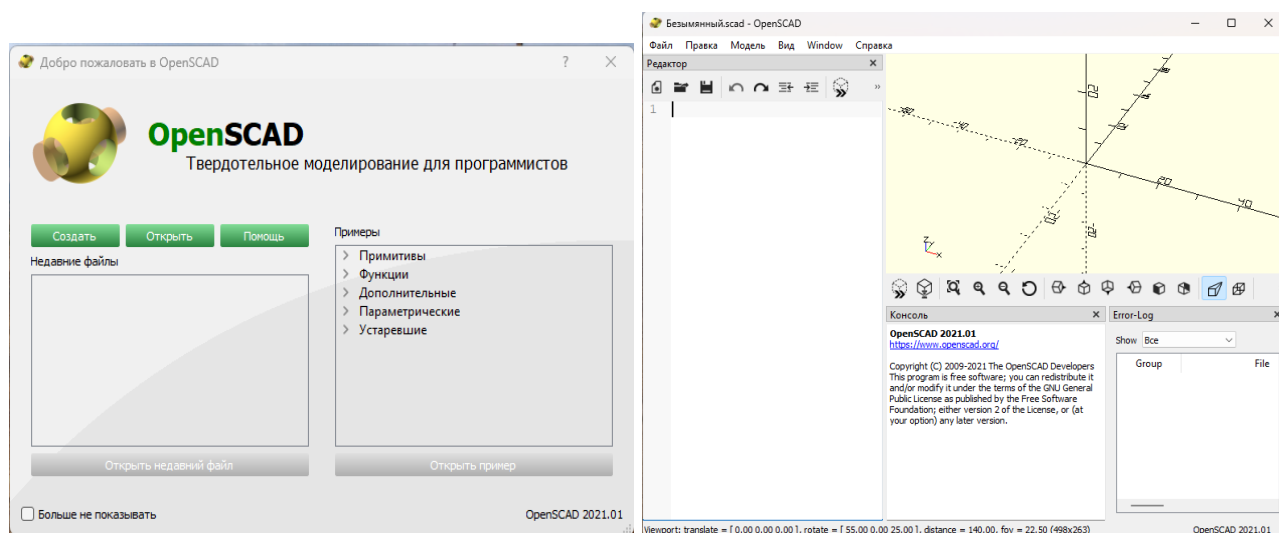 Добро пожаловать в OpenSCAD
?
OpenSCAD
Твердотельное моделирование для программистов
Создать
Открыть
Помощь
Недавние файлы
Примеры
> Примитивы
> Функции
> Дополнительные
> Параметрические
> Устаревшие
Открыть недавний файл
Открыть пример
Больше не показывать
OpenSCAD 2021.01
Безымянный.scad - OpenSCAD
Файл Правка Модель Вид Window Справка
Редактор
1
20
20
40
Z
y
x
Консоль
OpenSCAD 2021.01
https://www.openscad.org/
Copyright (C) 2009-2021 The OpenSCAD Developers
This program is free software; you can redistribute it
and/or modify it under the terms of the GNU General
Public License as published by the Free Software
Foundation; either version 2 of the License, or (at
your option) any later version.
Error-Log
Show Все
Group File
Viewport: translate = [ 0.00 0.00 0.00 ], rotate = [ 55.00 0.00 25.00 ], distance = 140.00, fov = 22.50 (498x263)
OpenSCAD 2021.01